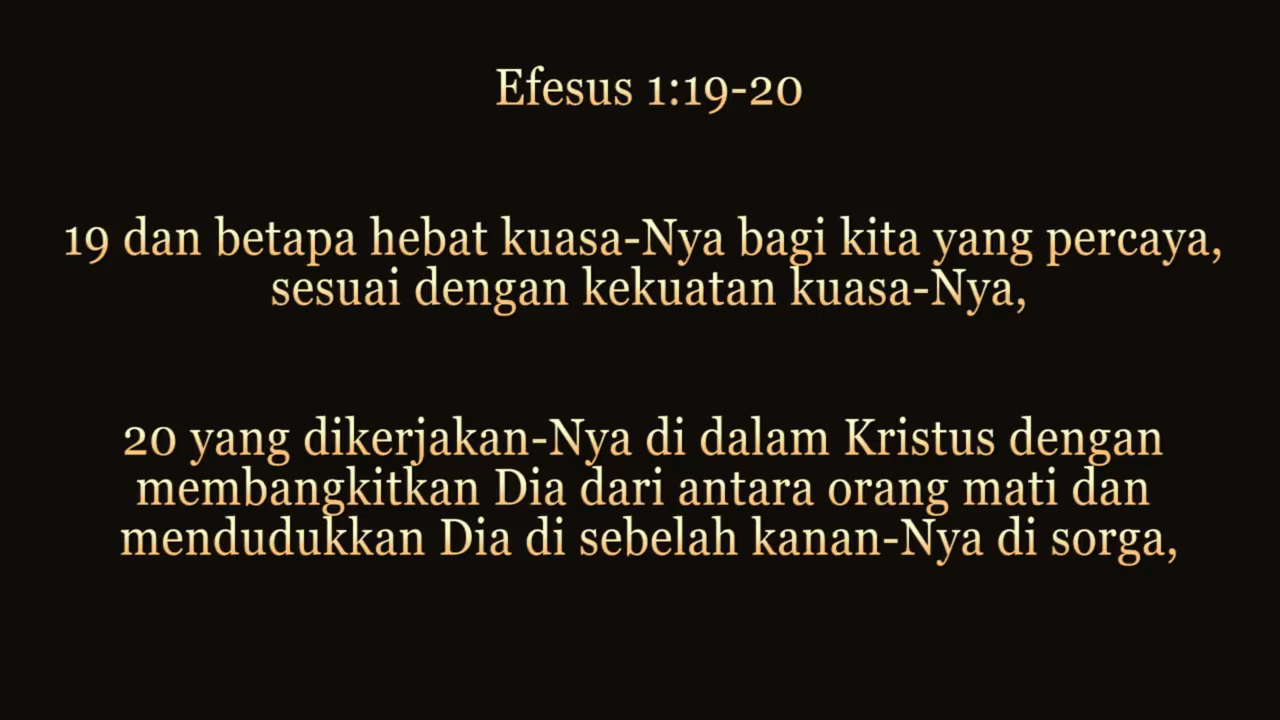 Efesus 1:19-20
19 dan betapa hebat kuasa-Nya bagi kita yang percaya,
sesuai dengan kekuatan kuasa-Nya,
20 yang dikerjakan-Nya di dalam Kristus dengan
membangkitkan Dia dari antara orang mati dan
mendudukkan Dia di sebelah kanan-Nya di sorga,